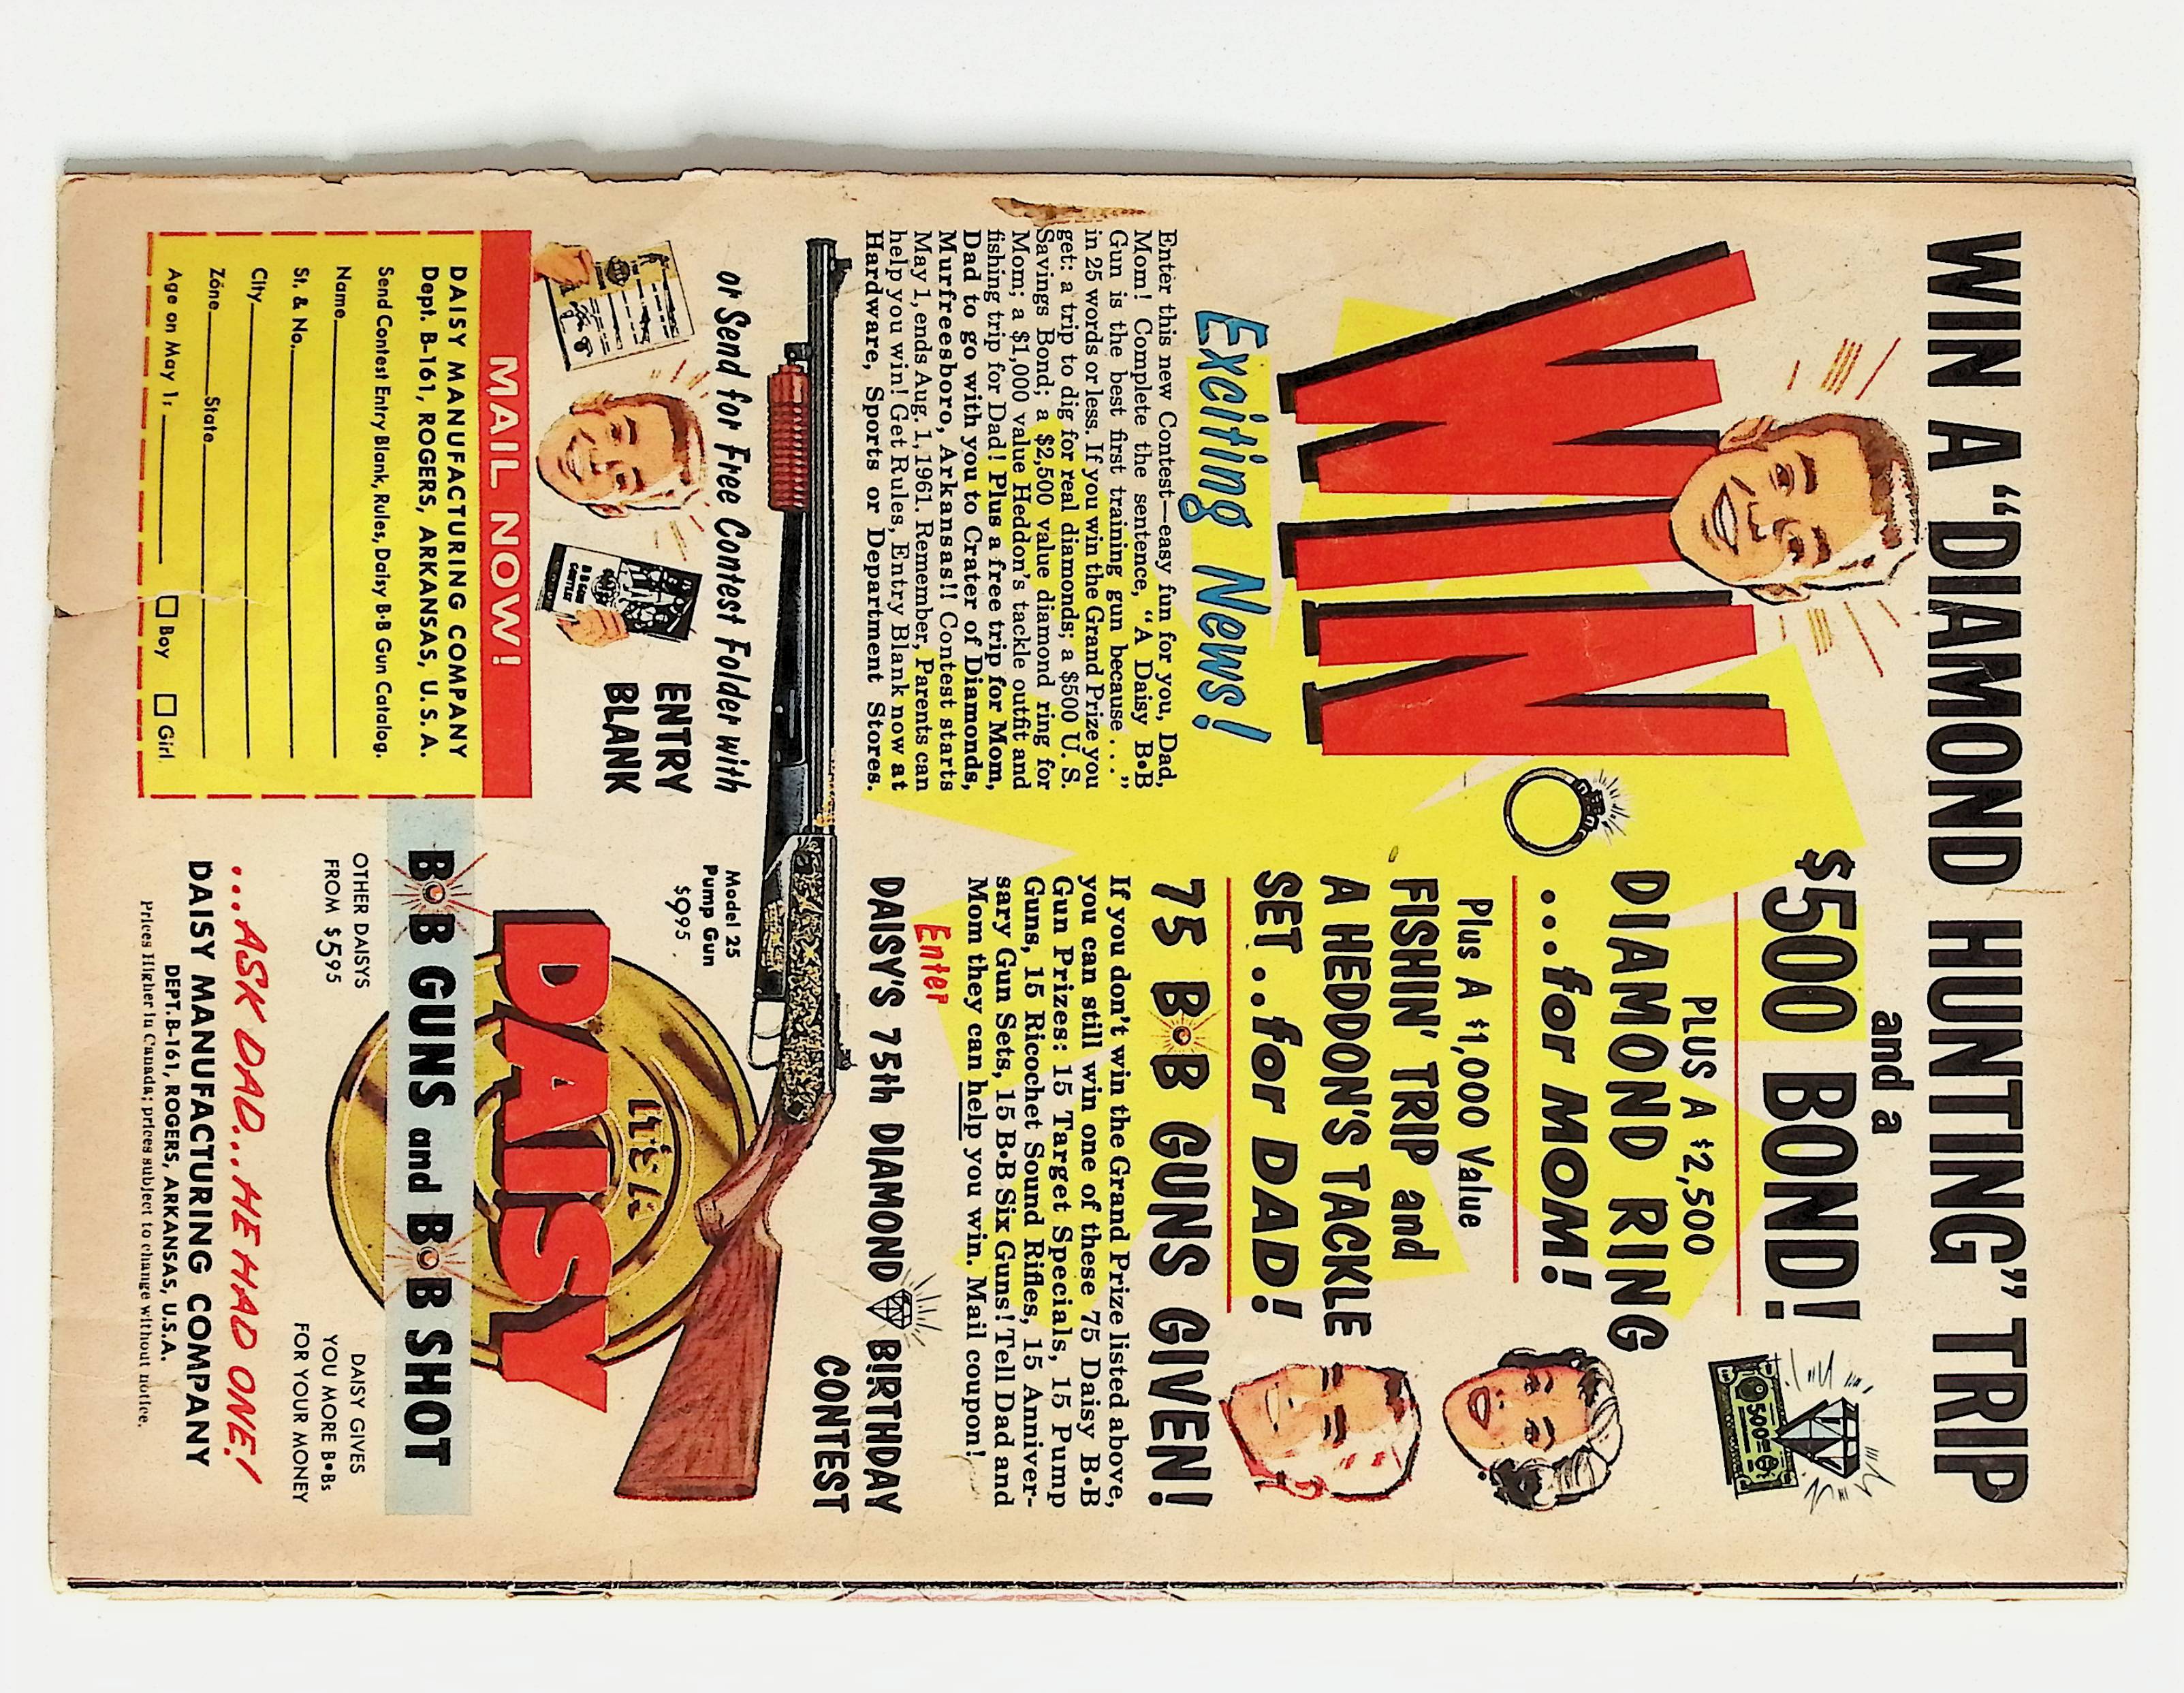 WIN A "DIAMOND HUNTING" TRIP
and a
$500 BOND!
WIN
PLUS A $2,500
DIAMOND RING
...for MOM!
Plus A $1,000 Value
FISHIN' TRIP and
A HEDDON'S TACKLE
SET...for DAD!
Exciting News!
Enter this new Contest—easy fun for you, Dad,
Mom! Complete the sentence, "A Daisy B•B
Gun is the best first training gun because . . ."
in 25 words or less. If you win the Grand Prize you
get: a trip to dig for real diamonds; a $500 U. S.
Savings Bond; a $2,500 value diamond ring for
Mom; a $1,000 value Heddon's tackle outfit and
fishing trip for Dad! Plus a free trip for Mom,
Dad to go with you to Crater of Diamonds,
Murfreesboro, Arkansas!! Contest starts
May 1, ends Aug. 1, 1961. Remember, Parents can
help you win! Get Rules, Entry Blank now at
Hardware, Sports or Department Stores.
75 B•B GUNS GIVEN!
If you don't win the Grand Prize listed above,
you can still win one of these 75 Daisy B•B
Gun Prizes: 15 Target Specials, 15 Pump
Guns, 15 Ricochet Sound Rifles, 15 Anniver-
sary Gun Sets, 15 B•B Six Guns! Tell Dad and
Mom they can help you win. Mail coupon!
Enter
DAISY'S 75th DIAMOND BIRTHDAY
CONTEST
or Send for Free Contest Folder with
ENTRY
BLANK
BB GUN
Model 25
Pump Gun
$9.95
MAIL NOW!
DAISY MANUFACTURING COMPANY
Dept. B-161, ROGERS, ARKANSAS, U. S. A.
Send Contest Entry Blank, Rules, Daisy B•B Gun Catalog.
Name
St. & No.
City
Zone State
Age on May 1: Boy Girl
It's A
DAISY
B•B GUNS and B•B SHOT
OTHER DAISYS
FROM $5.95
DAISY GIVES
YOU MORE B•Bs
FOR YOUR MONEY
...ASK DAD...HE HAD ONE!
DAISY MANUFACTURING COMPANY
DEPT. B-161, ROGERS, ARKANSAS, U.S.A.
Prices Higher in Canada; prices subject to change without notice.